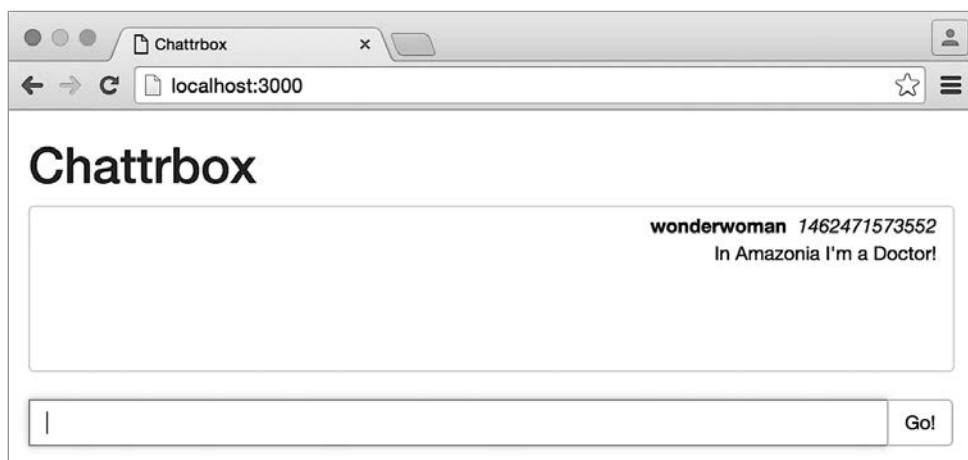 Chattrbox
localhost:3000
Chattrbox
wonderwoman 1462471573552
In Amazonia I'm a Doctor!
Go!